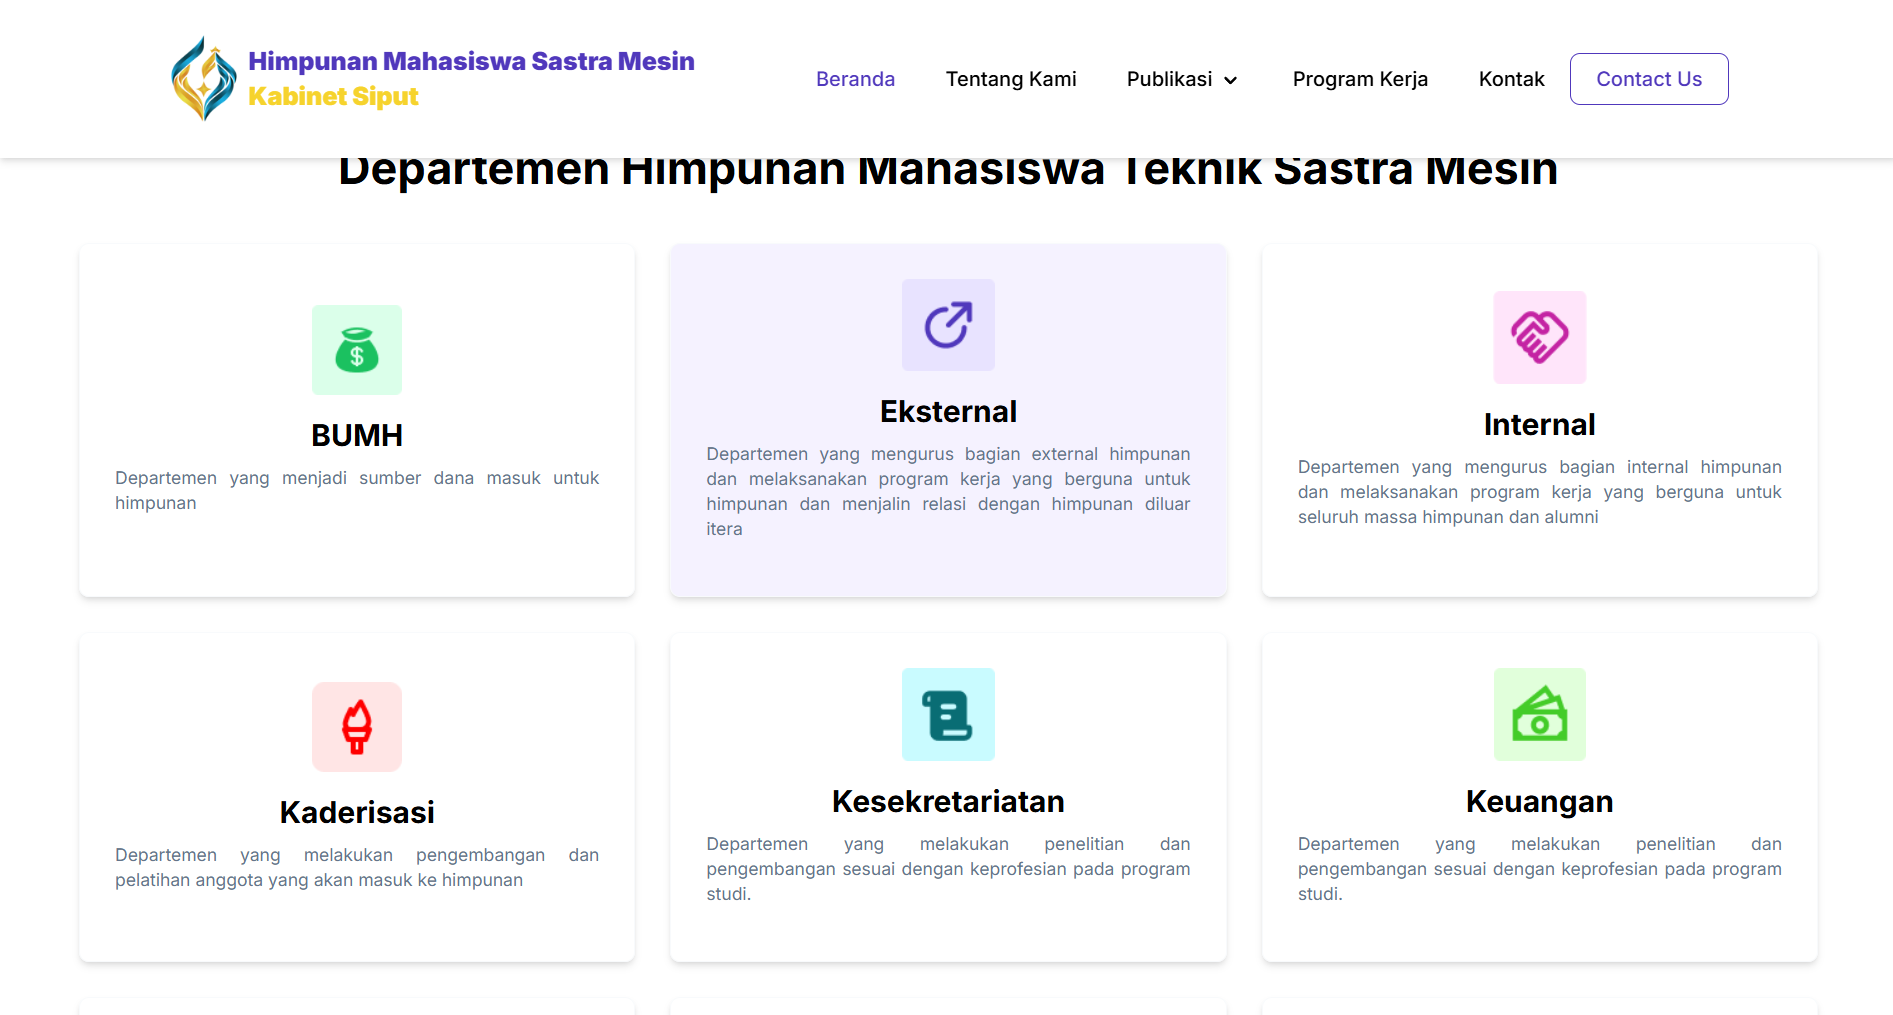 Himpunan Mahasiswa Sastra Mesin
Kabinet Siput
Beranda
Tentang Kami
Publikasi
Program Kerja
Kontak
Contact Us
Departemen Himpunan Mahasiswa Teknik Sastra Mesin
BUMH
Departemen yang menjadi sumber dana masuk untuk
himpunan
Eksternal
Departemen yang mengurus bagian external himpunan
dan melaksanakan program kerja yang berguna untuk
himpunan dan menjalin relasi dengan himpunan diluar
itera
Internal
Departemen yang mengurus bagian internal himpunan
dan melaksanakan program kerja yang berguna untuk
seluruh massa himpunan dan alumni
Kaderisasi
Departemen yang melakukan pengembangan dan
pelatihan anggota yang akan masuk ke himpunan
Kesekretariatan
Departemen yang melakukan penelitian dan
pengembangan sesuai dengan keprofesian pada program
studi.
Keuangan
Departemen yang melakukan penelitian dan
pengembangan sesuai dengan keprofesian pada program
studi.